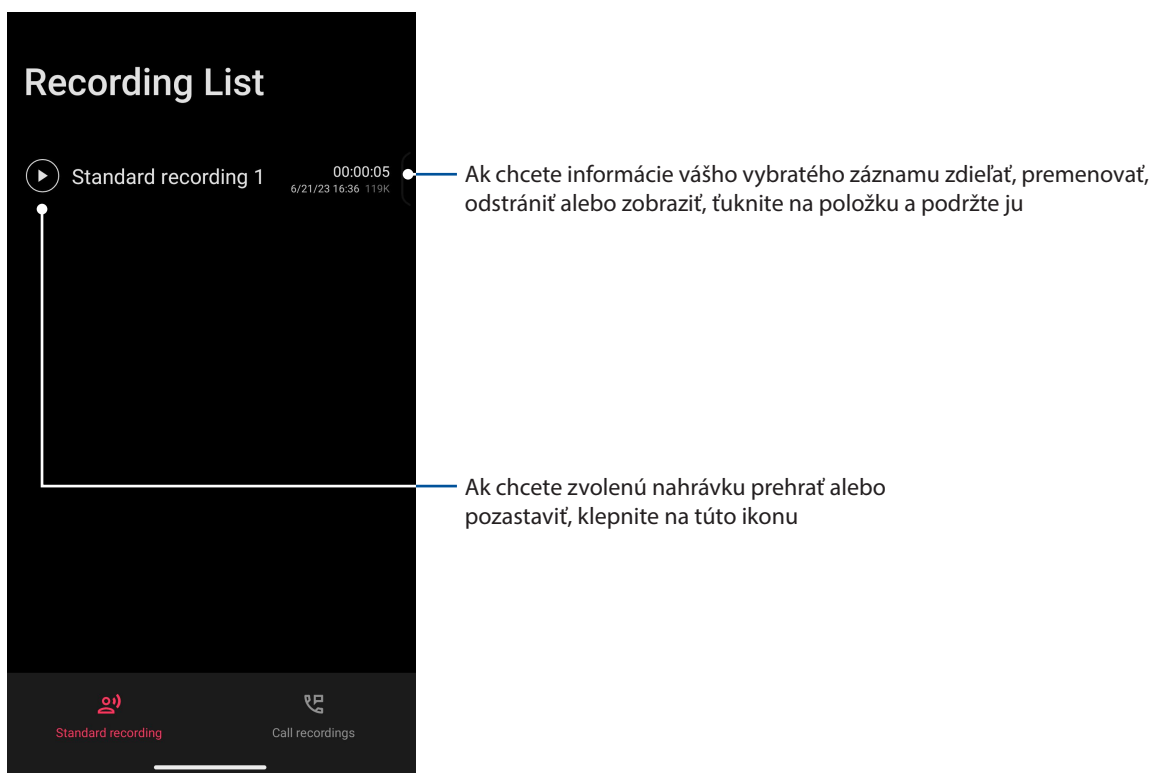 Recording List
Standard recording 1
00:00:05
6/21/23 16:36 119K
Ak chcete informácie vášho vybratého záznamu zdieľať, premenovať,
odstrániť alebo zobraziť, ťuknite na položku a podržte ju
Ak chcete zvolenú nahrávku prehrať alebo
pozastaviť, klepnite na túto ikonu
Standard recording
Call recordings